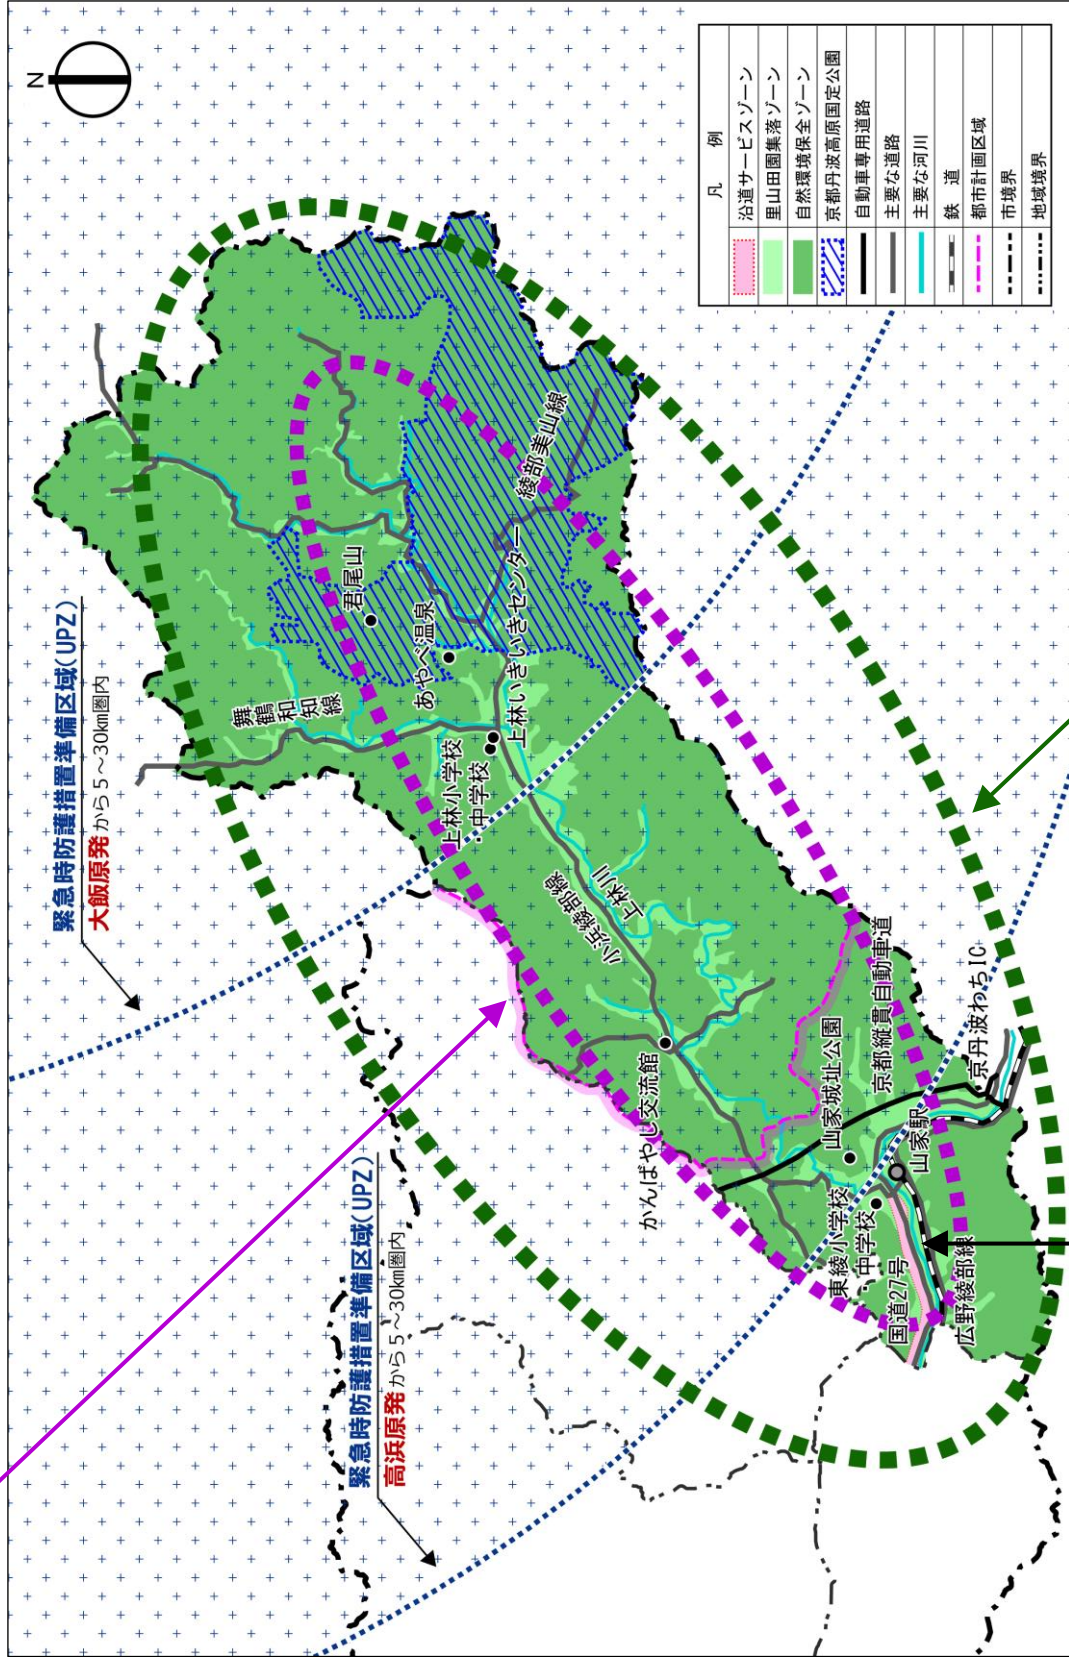 N
緊急時防護措置準備区域(UPZ)
大飯原発から5～30km圏内
緊急時防護措置準備区域(UPZ)
高浜原発から5～30km圏内
舞鶴和知線
君尾山
あやべ温泉
綾部美山線
上林いきいきセンター
上林小学校
・中学校
小浜綾部線
上林川
かんばやし交流館
山家城址公園
京都縦貫自動車道
京丹波わちIC
山家駅
東綾小学校
・中学校
国道27号
広野綾部線
凡　例
沿道サービスゾーン
里山田園集落ゾーン
自然環境保全ゾーン
京都丹波高原国定公園
自動車専用道路
主要な道路
主要な河川
鉄　道
都市計画区域
市境界
地域境界